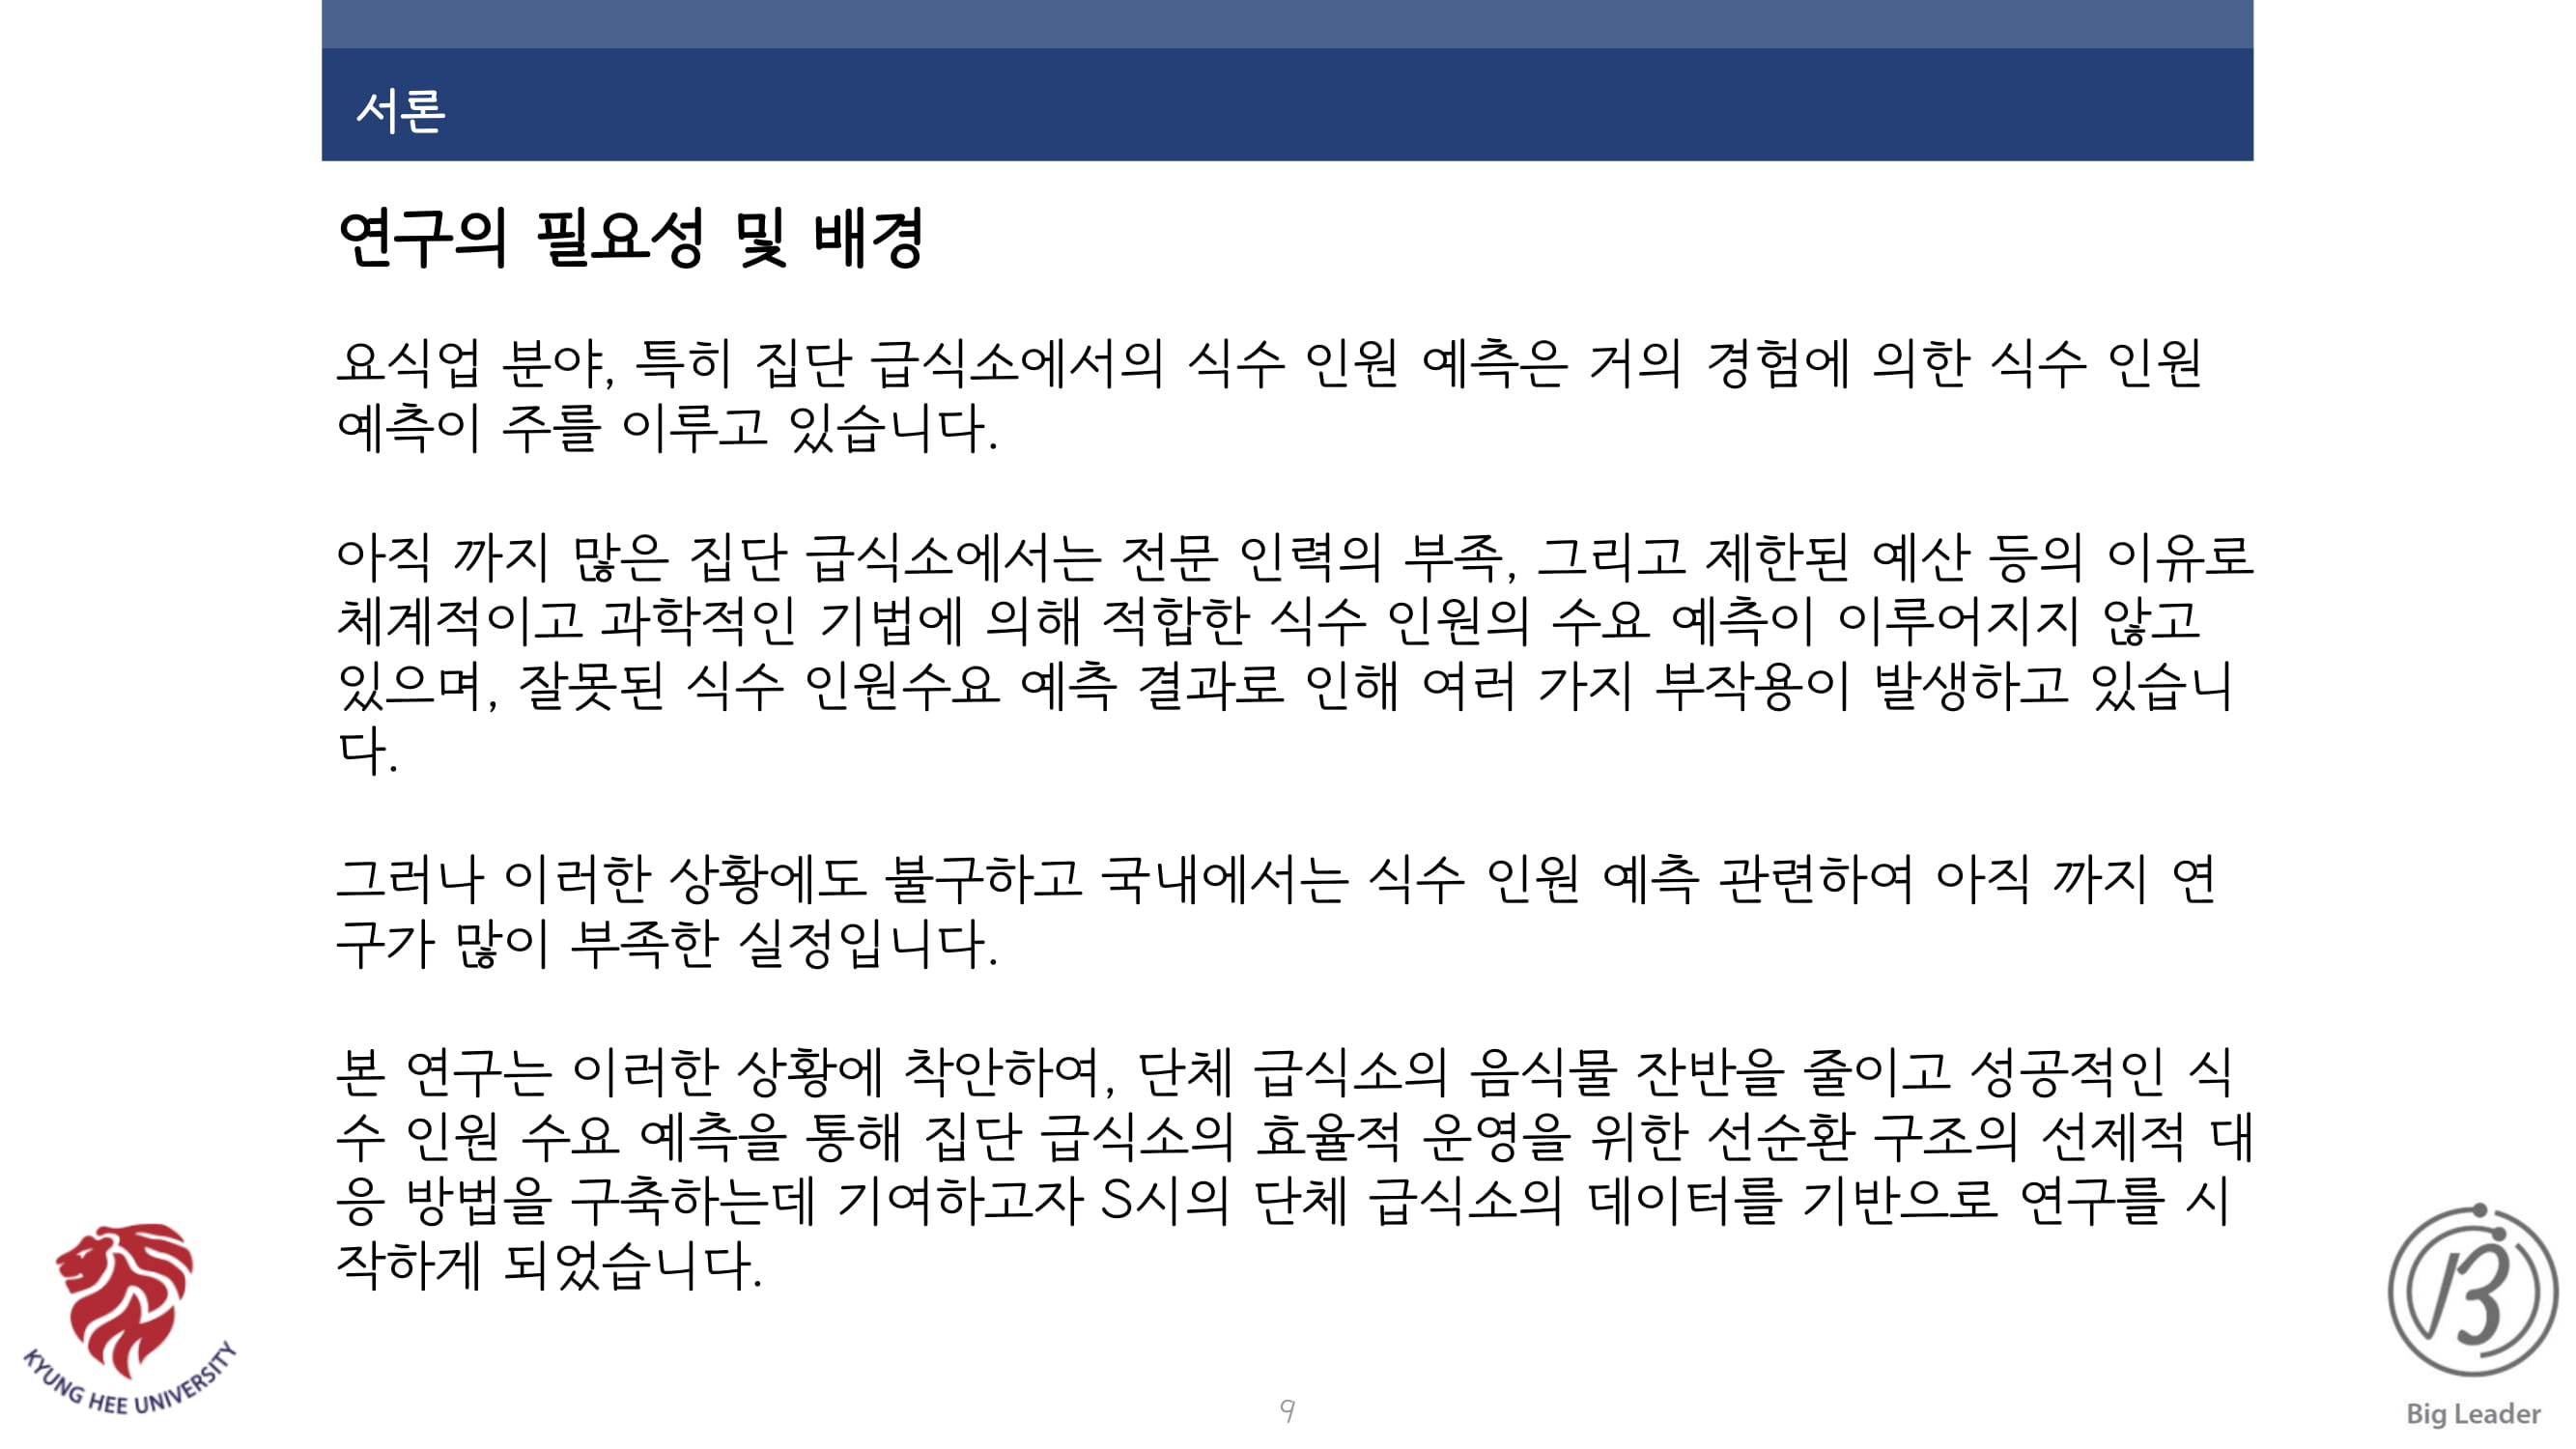 서론
연구의 필요성 및 배경
요식업 분야, 특히 집단 급식소에서의 식수 인원 예측은 거의 경험에 의한 식수 인원
예측이 주를 이루고 있습니다.
아직 까지 많은 집단 급식소에서는 전문 인력의 부족, 그리고 제한된 예산 등의 이유로
체계적이고 과학적인 기법에 의해 적합한 식수 인원의 수요 예측이 이루어지지 않고
있으며, 잘못된 식수 인원수요 예측 결과로 인해 여러 가지 부작용이 발생하고 있습니
다.
그러나 이러한 상황에도 불구하고 국내에서는 식수 인원 예측 관련하여 아직 까지 연
구가 많이 부족한 실정입니다.
본 연구는 이러한 상황에 착안하여, 단체 급식소의 음식물 잔반을 줄이고 성공적인 식
수 인원 수요 예측을 통해 집단 급식소의 효율적 운영을 위한 선순환 구조의 선제적 대
응 방법을 구축하는데 기여하고자 S시의 단체 급식소의 데이터를 기반으로 연구를 시
작하게 되었습니다.
KYUNG HEE UNIVERSITY
9
Big Leader